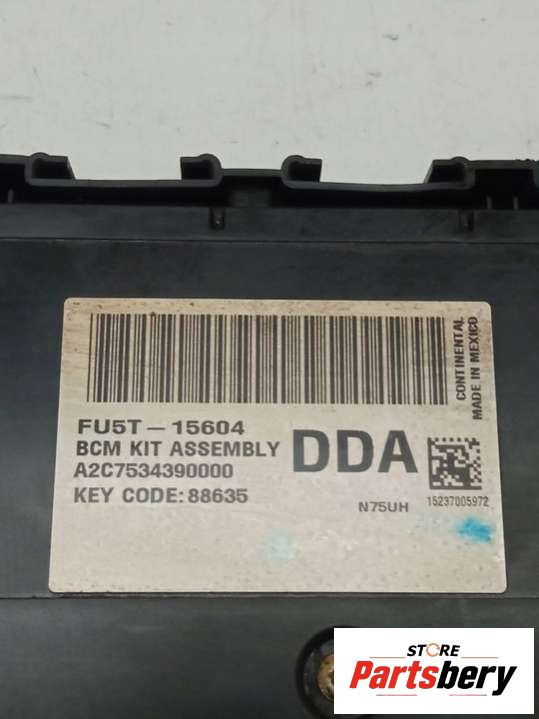 CONTINENTAL
MADE IN MEXICO
FU5T-15604
BCM KIT ASSEMBLY
DDA
A2C7534390000
KEY CODE: 88635
N75UH
15237005972
STORE
Partsbery